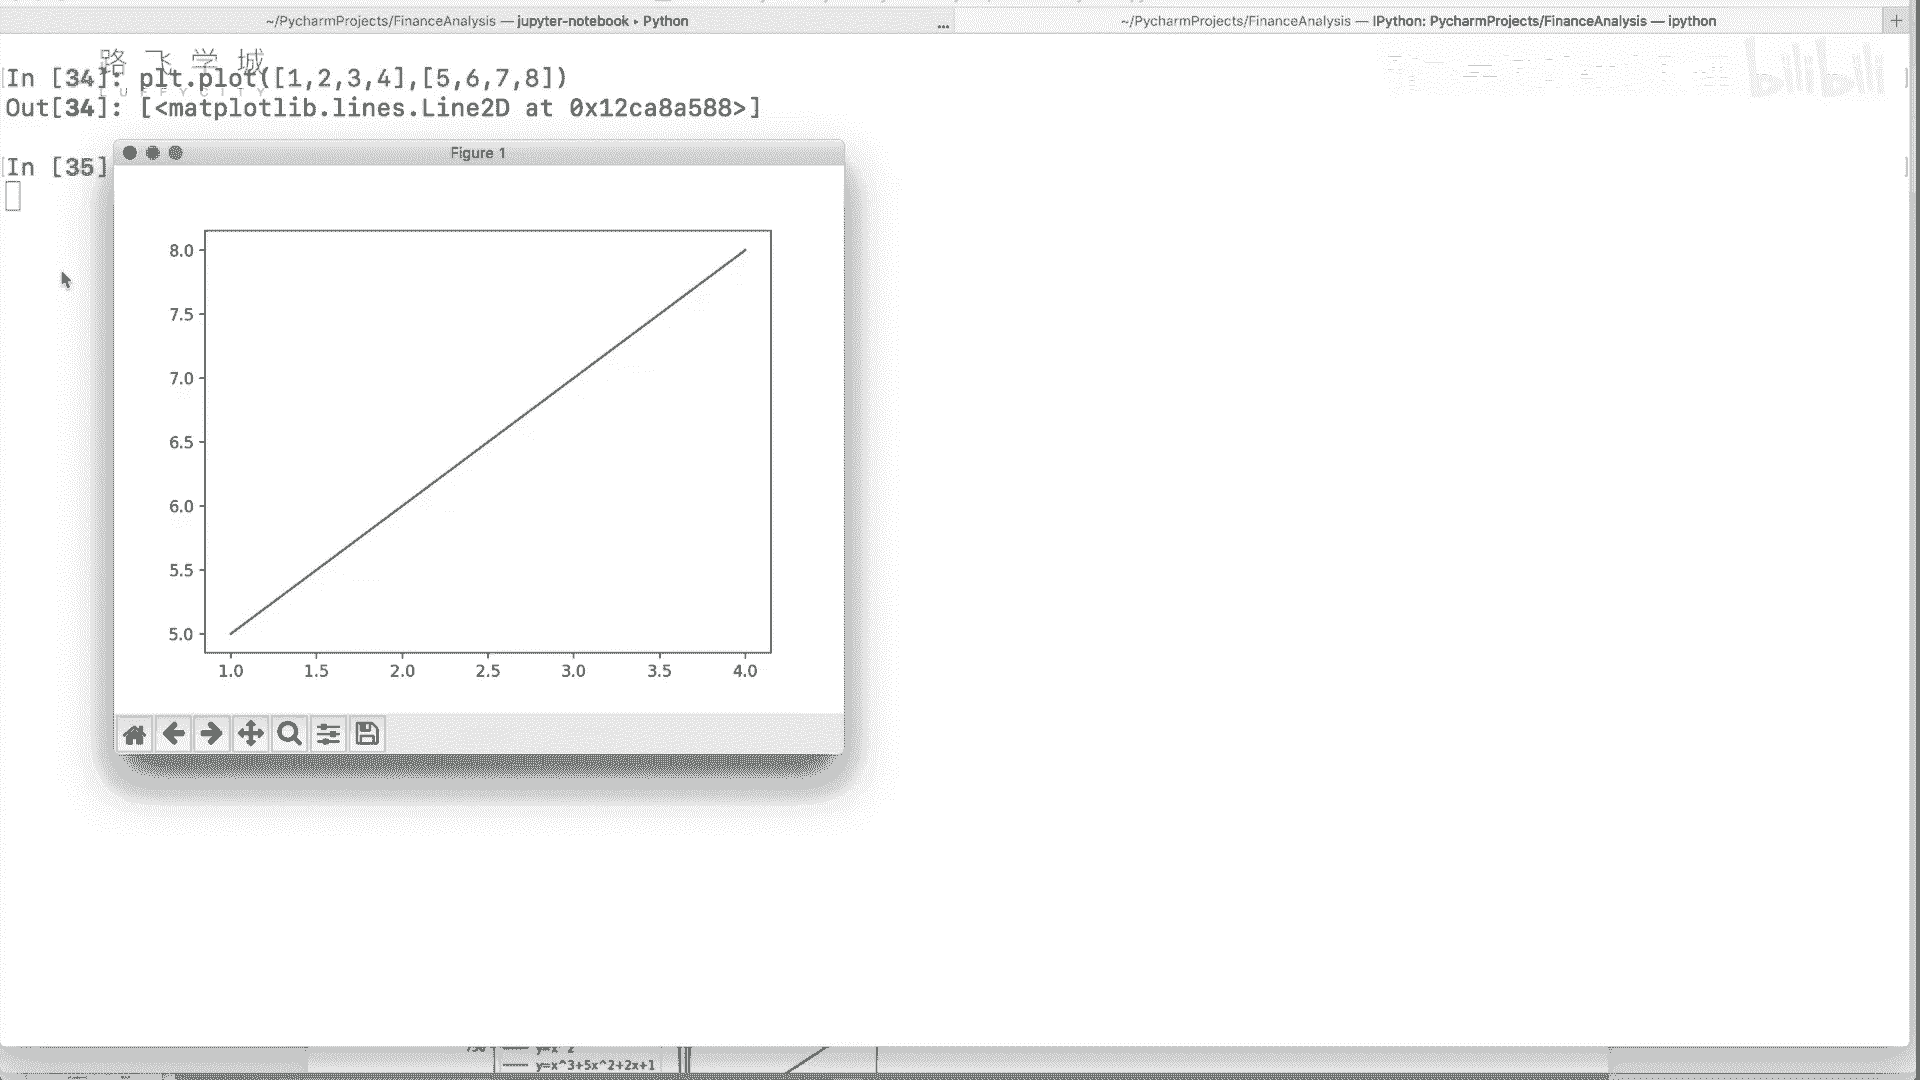 ~/PycharmProjects/FinanceAnalysis — jupyter-notebook ▸ Python
...
~/PycharmProjects/FinanceAnalysis — IPython: PycharmProjects/FinanceAnalysis — ipython
+
路飞学城
LUFFYCITY
bilibili
In [34]: plt.plot([1,2,3,4],[5,6,7,8])
Out[34]: [<matplotlib.lines.Line2D at 0x12ca8a588>]
In [35]
Figure 1
8.0
7.5
7.0
6.5
6.0
5.5
5.0
1.0 1.5 2.0 2.5 3.0 3.5 4.0
y=x^3+5x^2+2x+1